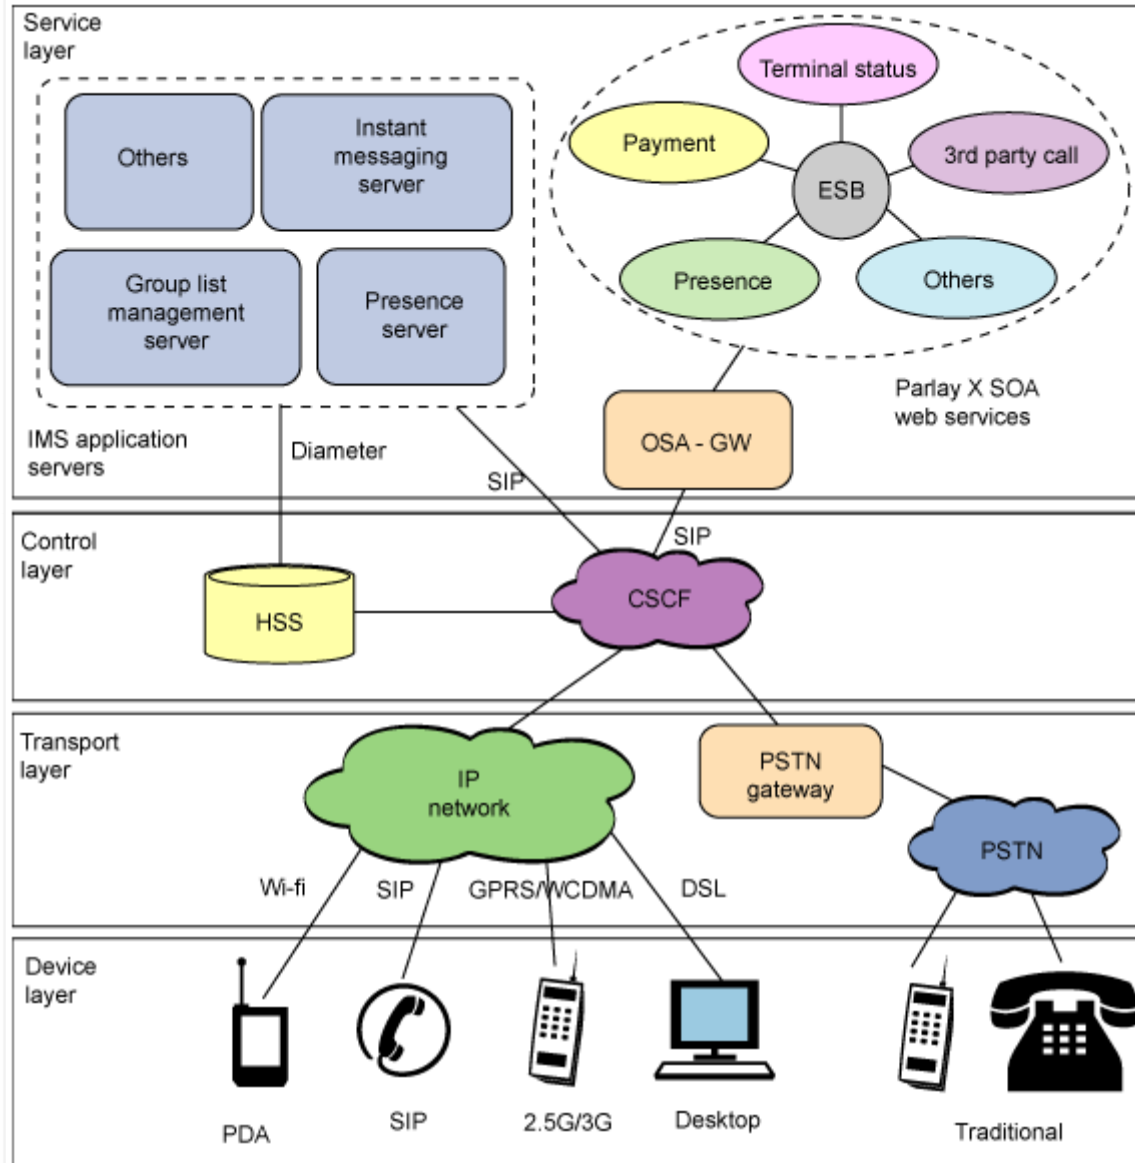 Service
layer
Others
Instant
messaging
server
Group list
management
server
Presence
server
IMS application
servers
Diameter
SIP
Terminal status
Payment
3rd party call
ESB
Presence
Others
Parlay X SOA
web services
OSA - GW
SIP
Control
layer
HSS
CSCF
Transport
layer
IP
network
PSTN
gateway
PSTN
Wi-fi
SIP
GPRS/WCDMA
DSL
Device
layer
PDA
SIP
2.5G/3G
Desktop
Traditional